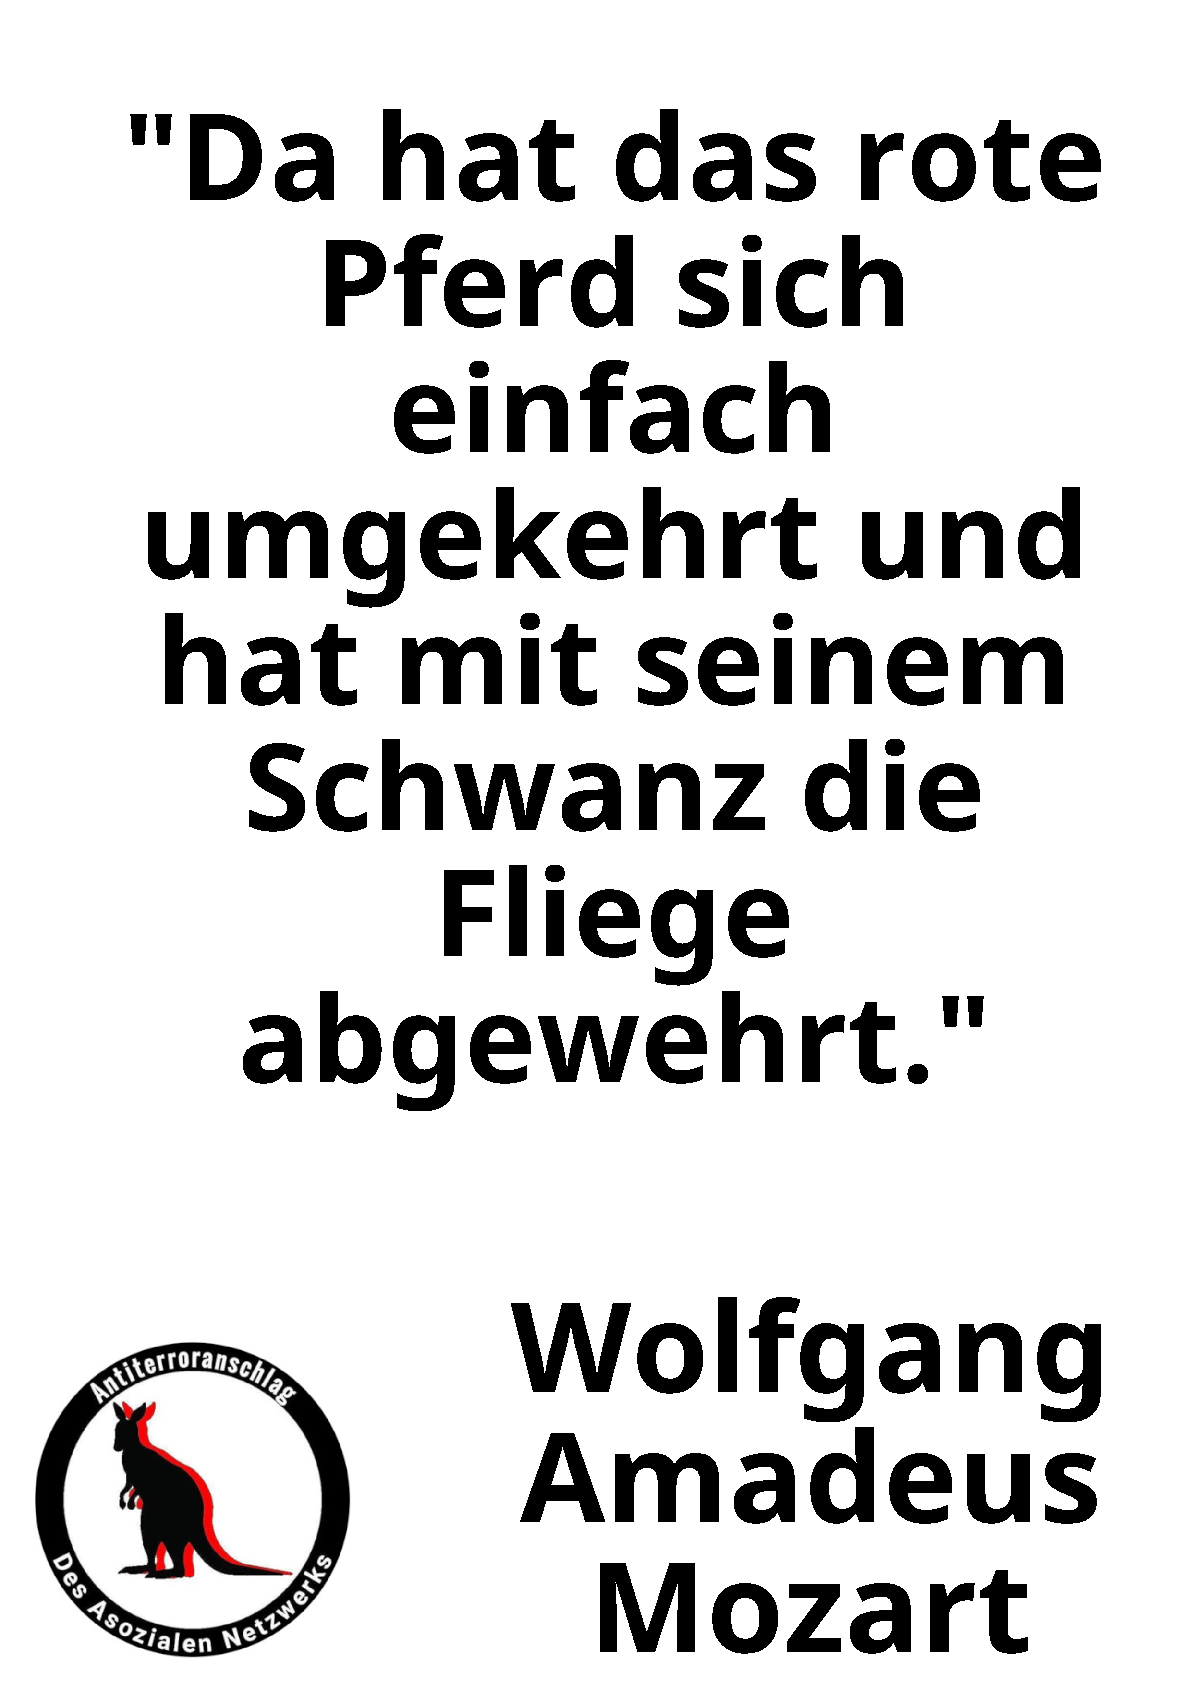 "Da hat das rote
Pferd sich
einfach
umgekehrt und
hat mit seinem
Schwanz die
Fliege
abgewehrt."
Wolfgang
Amadeus
Mozart
Antiterroranschlag
Des Asozialen Netzwerks